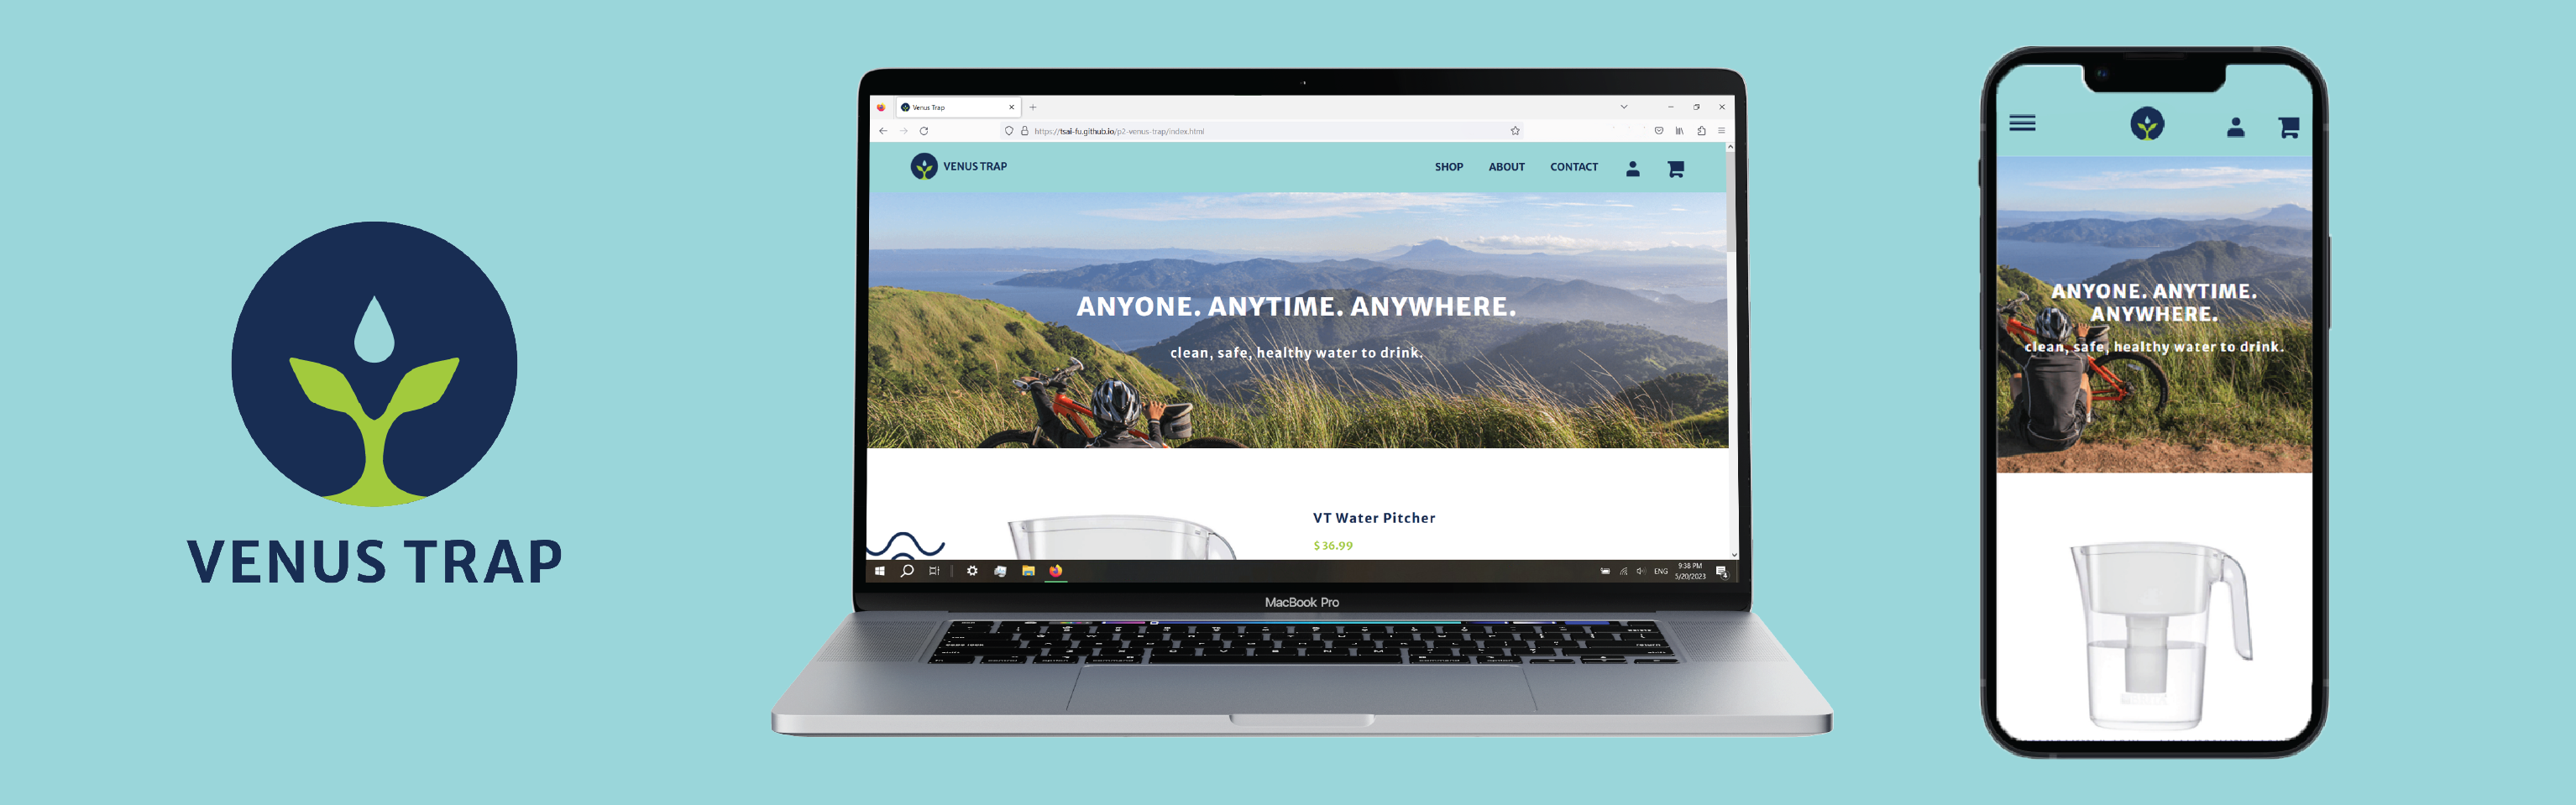 VENUS TRAP
Venus Trap
https://tsai-fu.github.io/p2-venus-trap/index.html
VENUS TRAP
SHOP
ABOUT
CONTACT
ANYONE. ANYTIME. ANYWHERE.
clean, safe, healthy water to drink.
VT Water Pitcher
$ 36.99
ENG
9:38 PM
5/20/2023
4
MacBook Pro
ANYONE. ANYTIME.
ANYWHERE.
clean, safe, healthy water to drink.